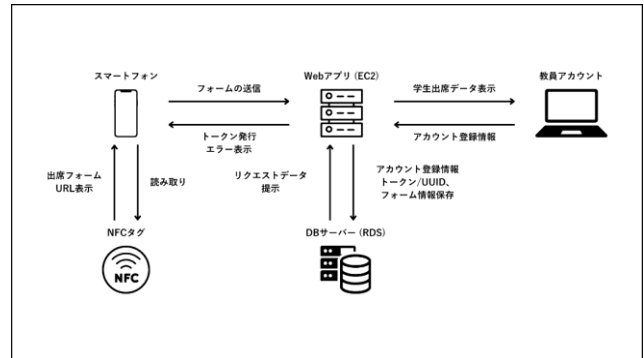 スマートフォン
Webアプリ(EC2)
教員アカウント
フォームの送信
学生出席データ表示
トークン発行
エラー表示
アカウント登録情報
出席フォーム
URL表示
読み取り
リクエストデータ
提示
アカウント登録情報
トークン/UUID、
フォーム情報保存
NFCタグ
DBサーバー(RDS)
NFC